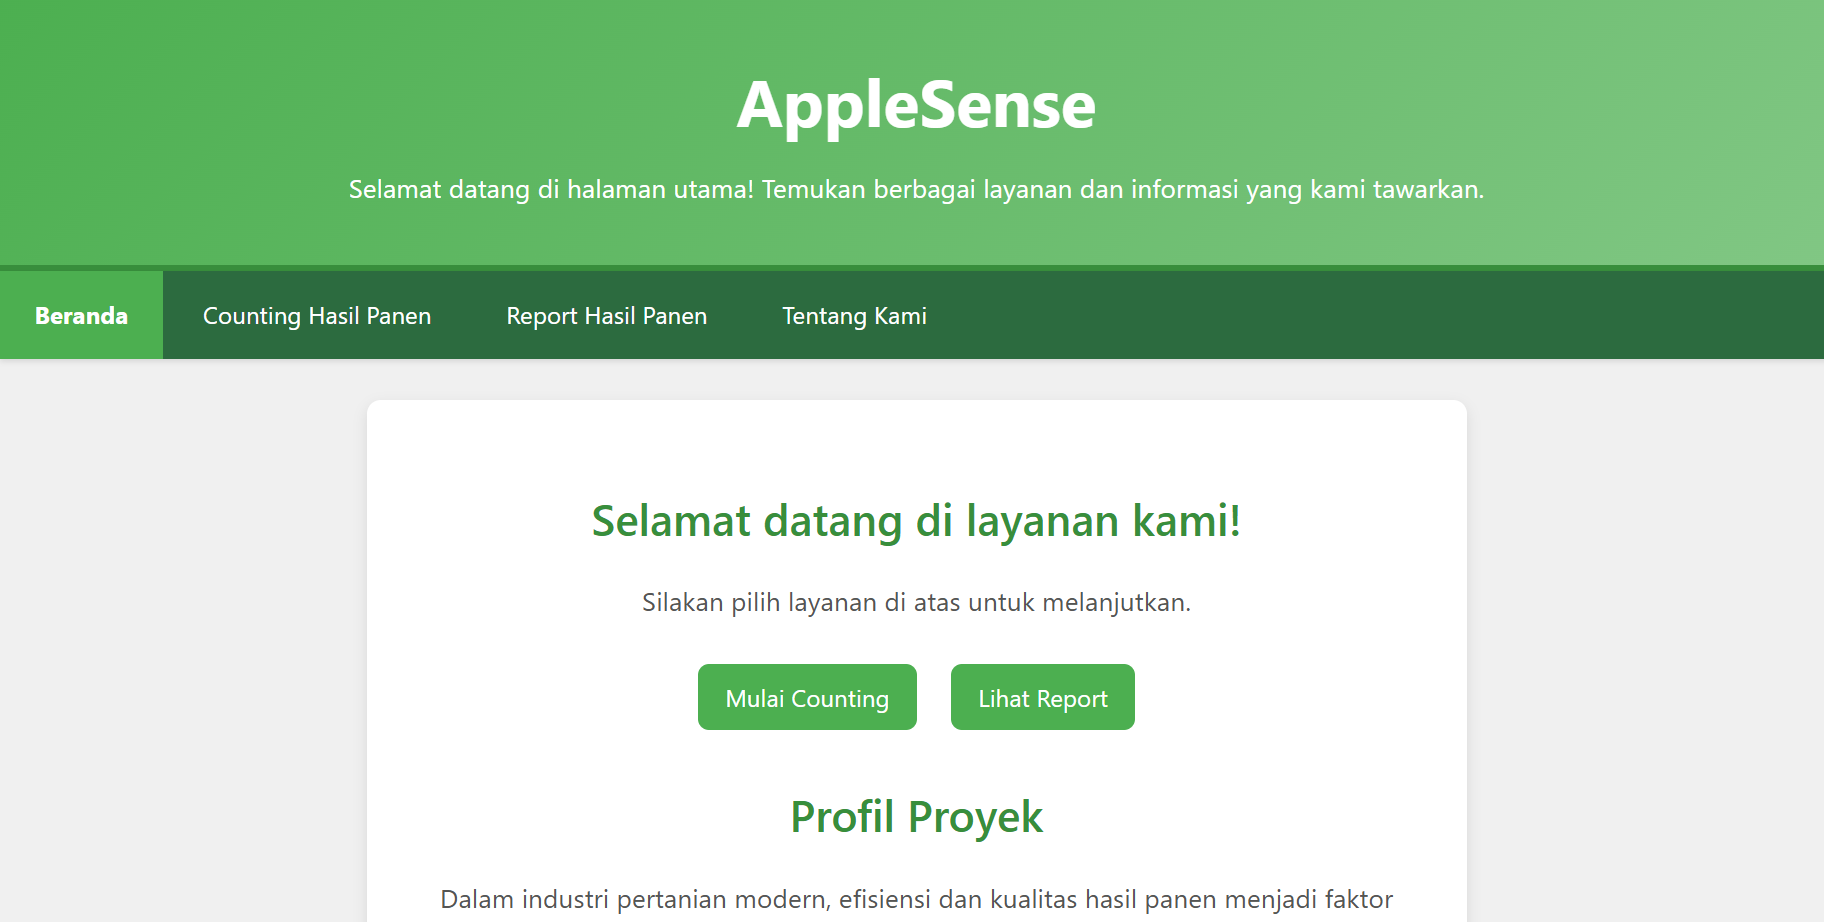 AppleSense
Selamat datang di halaman utama! Temukan berbagai layanan dan informasi yang kami tawarkan.
Beranda
Counting Hasil Panen
Report Hasil Panen
Tentang Kami
Selamat datang di layanan kami!
Silakan pilih layanan di atas untuk melanjutkan.
Mulai Counting
Lihat Report
Profil Proyek
Dalam industri pertanian modern, efisiensi dan kualitas hasil panen menjadi faktor